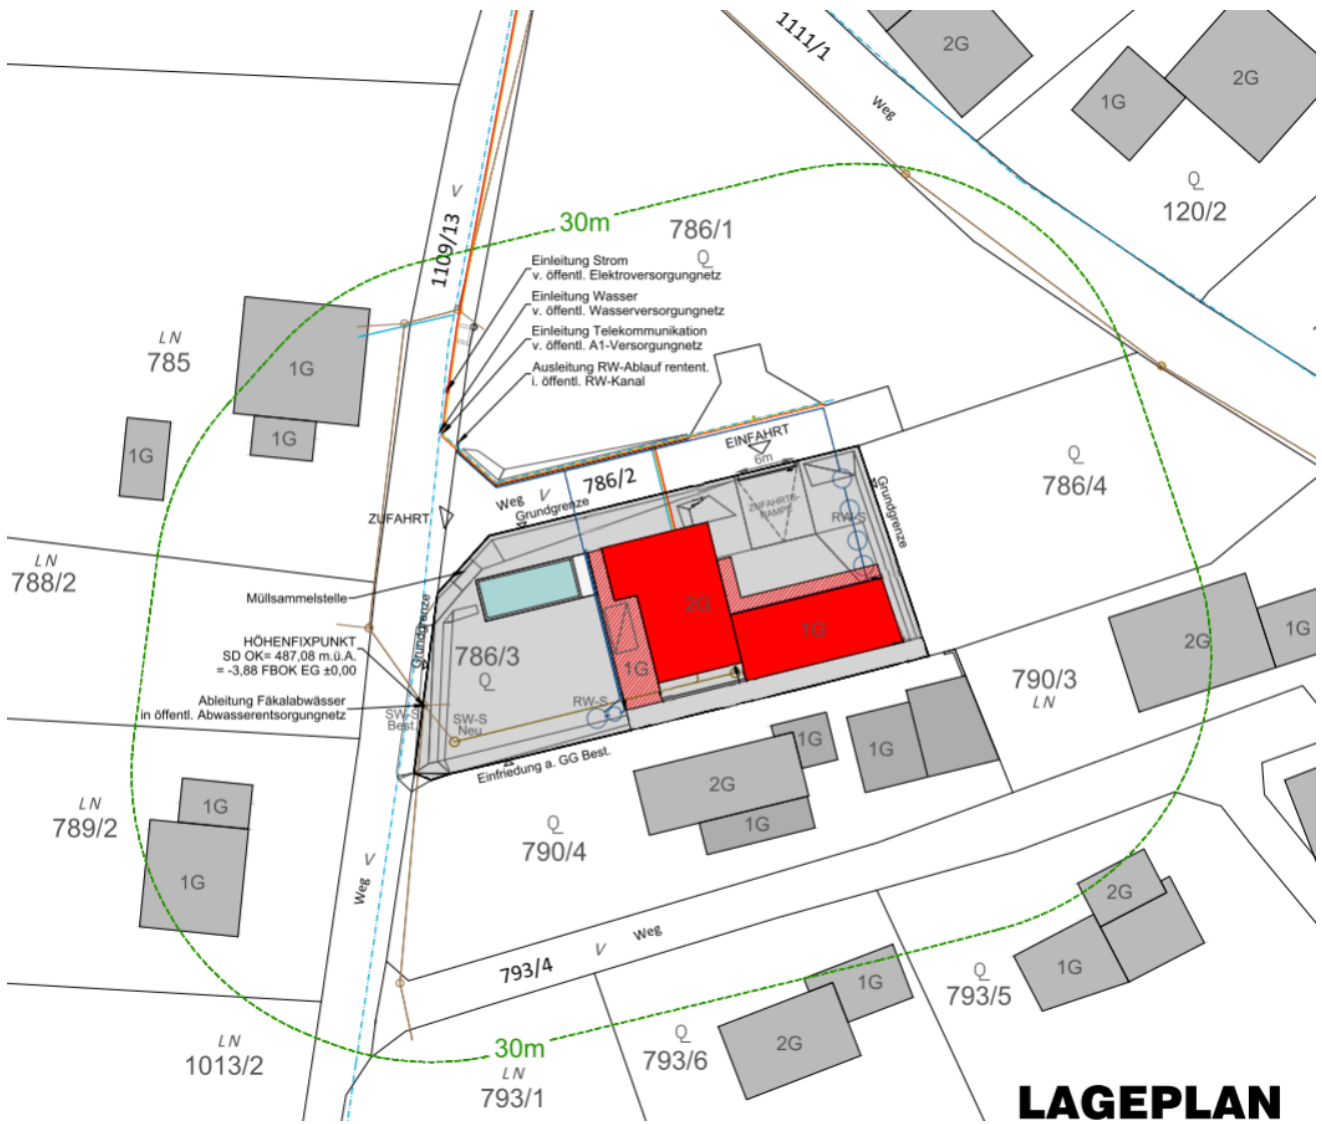 1111/1
Weg
2G
1G
2G
Q
120/2
V
1109/13
30m
786/1
Q
Einleitung Strom
v. öffentl. Elektroversorgungnetz
Einleitung Wasser
v. öffentl. Wasserversorgungnetz
Einleitung Telekommunikation
v. öffentl. A1-Versorgungnetz
Ausleitung RW-Ablauf rentent.
i. öffentl. RW-Kanal
LN
785
1G
1G
1G
EINFAHRT
6m
Q
786/4
Weg V 786/2
Grundgrenze
ZUFAHRT
ZUFAHRTS-
RAMPE
RW-S
Grundgrenze
LN
788/2
Müllsammelstelle
Grundgrenze
HÖHENFIXPUNKT
SD OK= 487,08 m.ü.A.
= -3,88 FBOK EG ±0,00
786/3
Q
2G
1G
1G
2G
1G
790/3
LN
Ableitung Fäkalabwässer
in öffentl. Abwasserentsorgungnetz
SW-S
Best.
SW-S
Neu
RW-S
Einfriedung a. GG Best.
1G
1G
2G
1G
LN
789/2
1G
1G
Q
790/4
Weg V
793/4 V Weg
2G
1G
Q
793/5
1G
2G
Q
793/6
30m
LN
793/1
LN
1013/2
LAGEPLAN